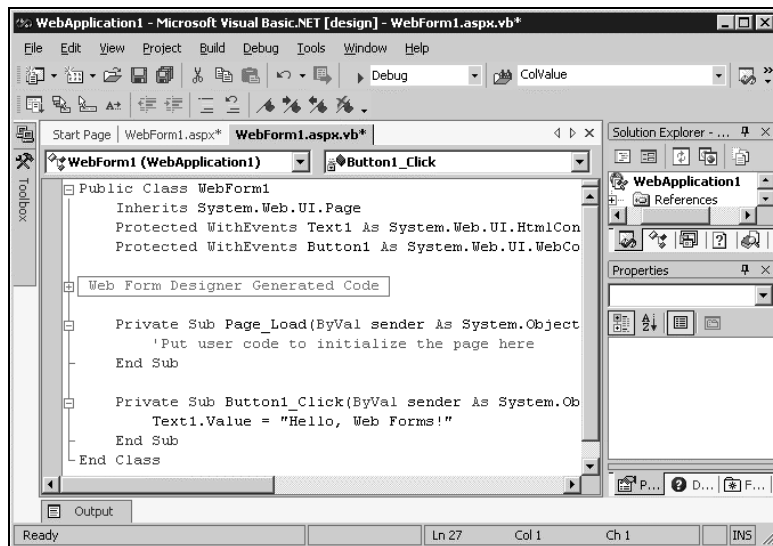 WebApplication1 - Microsoft Visual Basic.NET [design] - WebForm1.aspx.vb*
File Edit View Project Build Debug Tools Window Help
Debug ColValue
Start Page WebForm1.aspx* WebForm1.aspx.vb*
Solution Explorer - ...
WebForm1 (WebApplication1) Button1_Click
Toolbox
WebApplication1
References
Public Class WebForm1
Inherits System.Web.UI.Page
Protected WithEvents Text1 As System.Web.UI.HtmlCon
Protected WithEvents Button1 As System.Web.UI.WebCo
Web Form Designer Generated Code
Private Sub Page_Load(ByVal sender As System.Object
'Put user code to initialize the page here
End Sub
Private Sub Button1_Click(ByVal sender As System.Ob
Text1.Value = "Hello, Web Forms!"
End Sub
End Class
Properties
P... D... F...
Output
Ready Ln 27 Col 1 Ch 1 INS